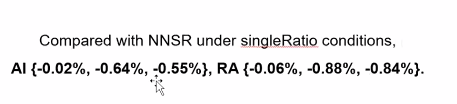 Compared with NNSR under singleRatio conditions,
AI {-0.02%, -0.64%, -0.55%}, RA {-0.06%, -0.88%, -0.84%}.